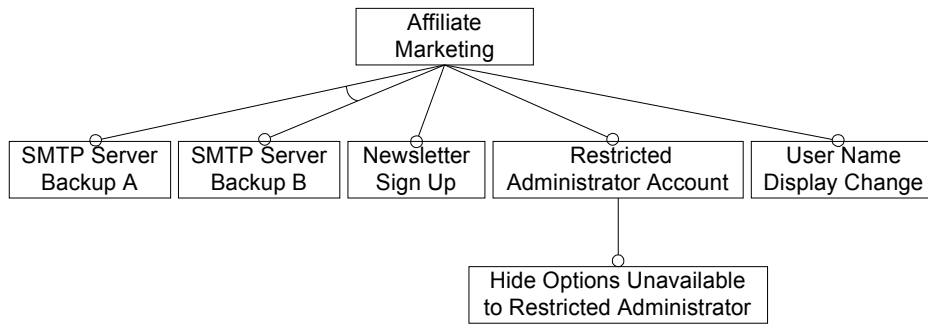 Affiliate
Marketing
SMTP Server
Backup A
SMTP Server
Backup B
Newsletter
Sign Up
Restricted
Administrator Account
User Name
Display Change
Hide Options Unavailable
to Restricted Administrator